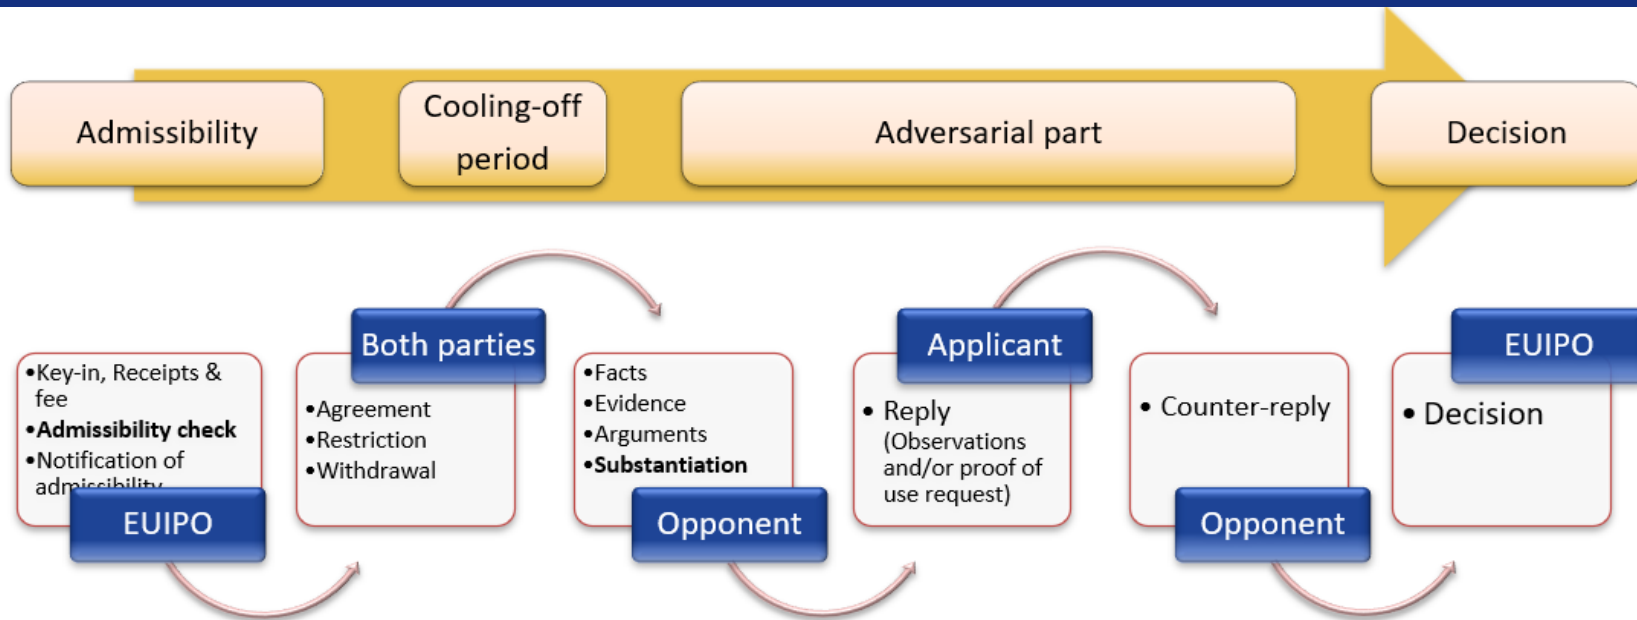 Admissibility
Cooling-off
period
Adversarial part
Decision
•Key-in, Receipts &
fee
•Admissibility check
•Notification of
admissibility
EUIPO
Both parties
•Agreement
•Restriction
•Withdrawal
•Facts
•Evidence
•Arguments
•Substantiation
Opponent
Applicant
• Reply
(Observations
and/or proof of
use request)
• Counter-reply
Opponent
EUIPO
• Decision